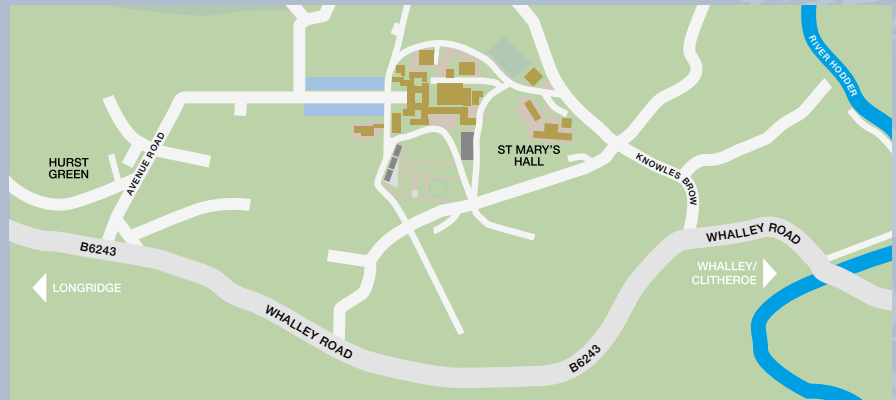 RIVER HODDER
HURST
GREEN
AVENUE ROAD
ST MARY'S
HALL
KNOWLES BROW
B6243
WHALLEY ROAD
WHALLEY/
CLITHEROE
LONGRIDGE
WHALLEY ROAD
B6243